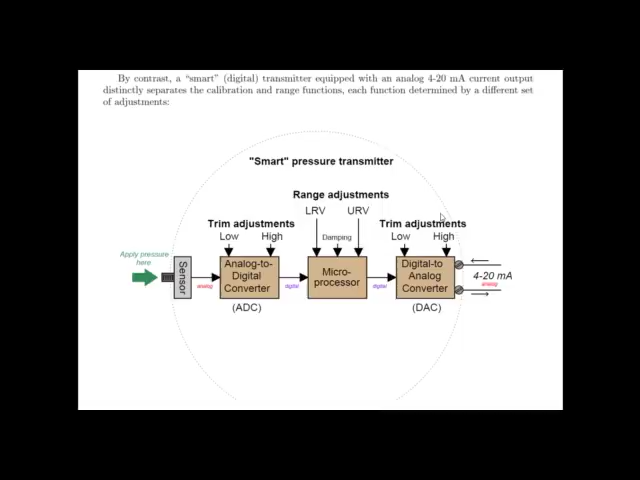 By contrast, a “smart” (digital) transmitter equipped with an analog 4-20 mA current output
distinctly separates the calibration and range functions, each function determined by a different set
of adjustments:
"Smart" pressure transmitter
Range adjustments
LRV URV
Trim adjustments Trim adjustments
Low High Damping Low High
Apply pressure
here
Sensor
analog
Analog-to-
Digital
Converter
(ADC)
digital
Micro-
processor
digital
Digital-to
Analog
Converter
(DAC)
4-20 mA
analog